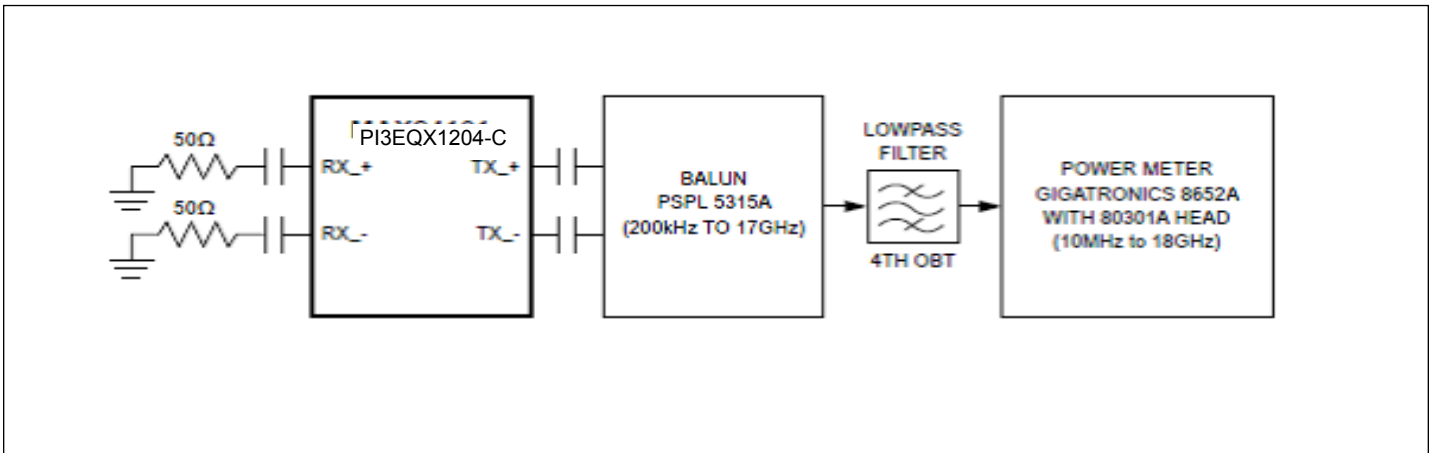 50Ω
50Ω
PI3EQX1204-C
RX_+
TX_+
RX_-
TX_-
BALUN
PSPL 5315A
(200kHz TO 17GHz)
LOWPASS
FILTER
4TH OBT
POWER METER
GIGATRONICS 8652A
WITH 80301A HEAD
(10MHz to 18GHz)